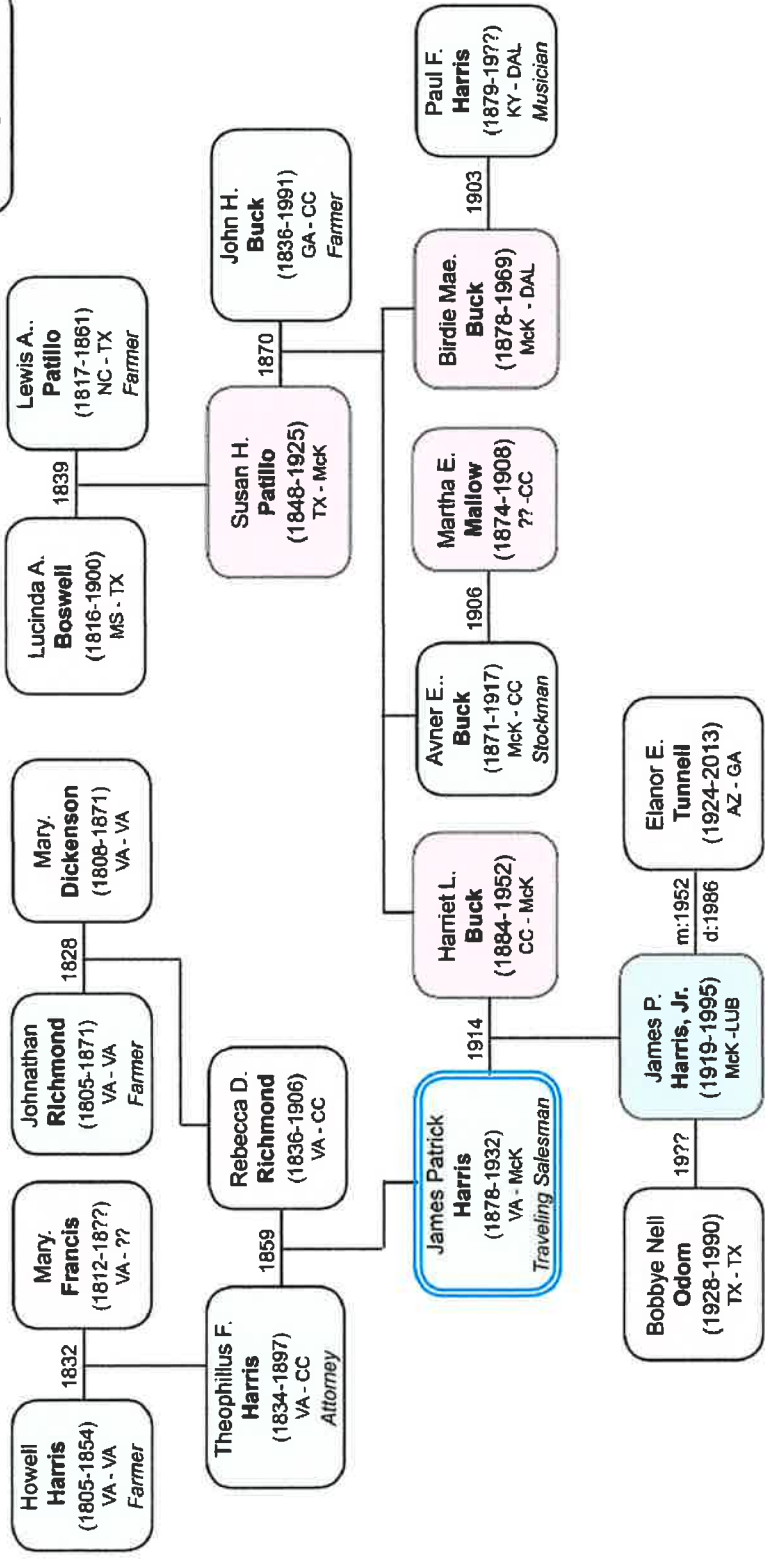 Howell
Harris
(1805-1854)
VA - VA
Farmer
1832
Mary.
Francis
(1812-18??)
VA - ??
Johnathan
Richmond
(1805-1871)
VA - VA
Farmer
1828
Mary.
Dickenson
(1808-1871)
VA - VA
Lucinda A.
Boswell
(1816-1900)
MS - TX
1839
Lewis A..
Patillo
(1817-1861)
NC - TX
Farmer
Theophillus F.
Harris
(1834-1897)
VA - CC
Attorney
1859
Rebecca D.
Richmond
(1836-1906)
VA - CC
Susan H.
Patillo
(1848-1925)
TX - McK
1870
John H.
Buck
(1836-1991)
GA - CC
Farmer
James Patrick
Harris
(1878-1932)
VA - McK
Traveling Salesman
1914
Harriet L.
Buck
(1884-1952)
CC - McK
Avner E..
Buck
(1871-1917)
McK - CC
Stockman
1906
Martha E.
Mallow
(1874-1908)
?? -CC
Birdie Mae.
Buck
(1878-1969)
McK - DAL
1903
Paul F.
Harris
(1879-19??)
KY - DAL
Musician
Bobbye Nell
Odom
(1928-1990)
TX - TX
19??
James P.
Harris, Jr.
(1919-1995)
McK -LUB
m:1952
d:1986
Elanor E.
Tunnell
(1924-2013)
AZ - GA